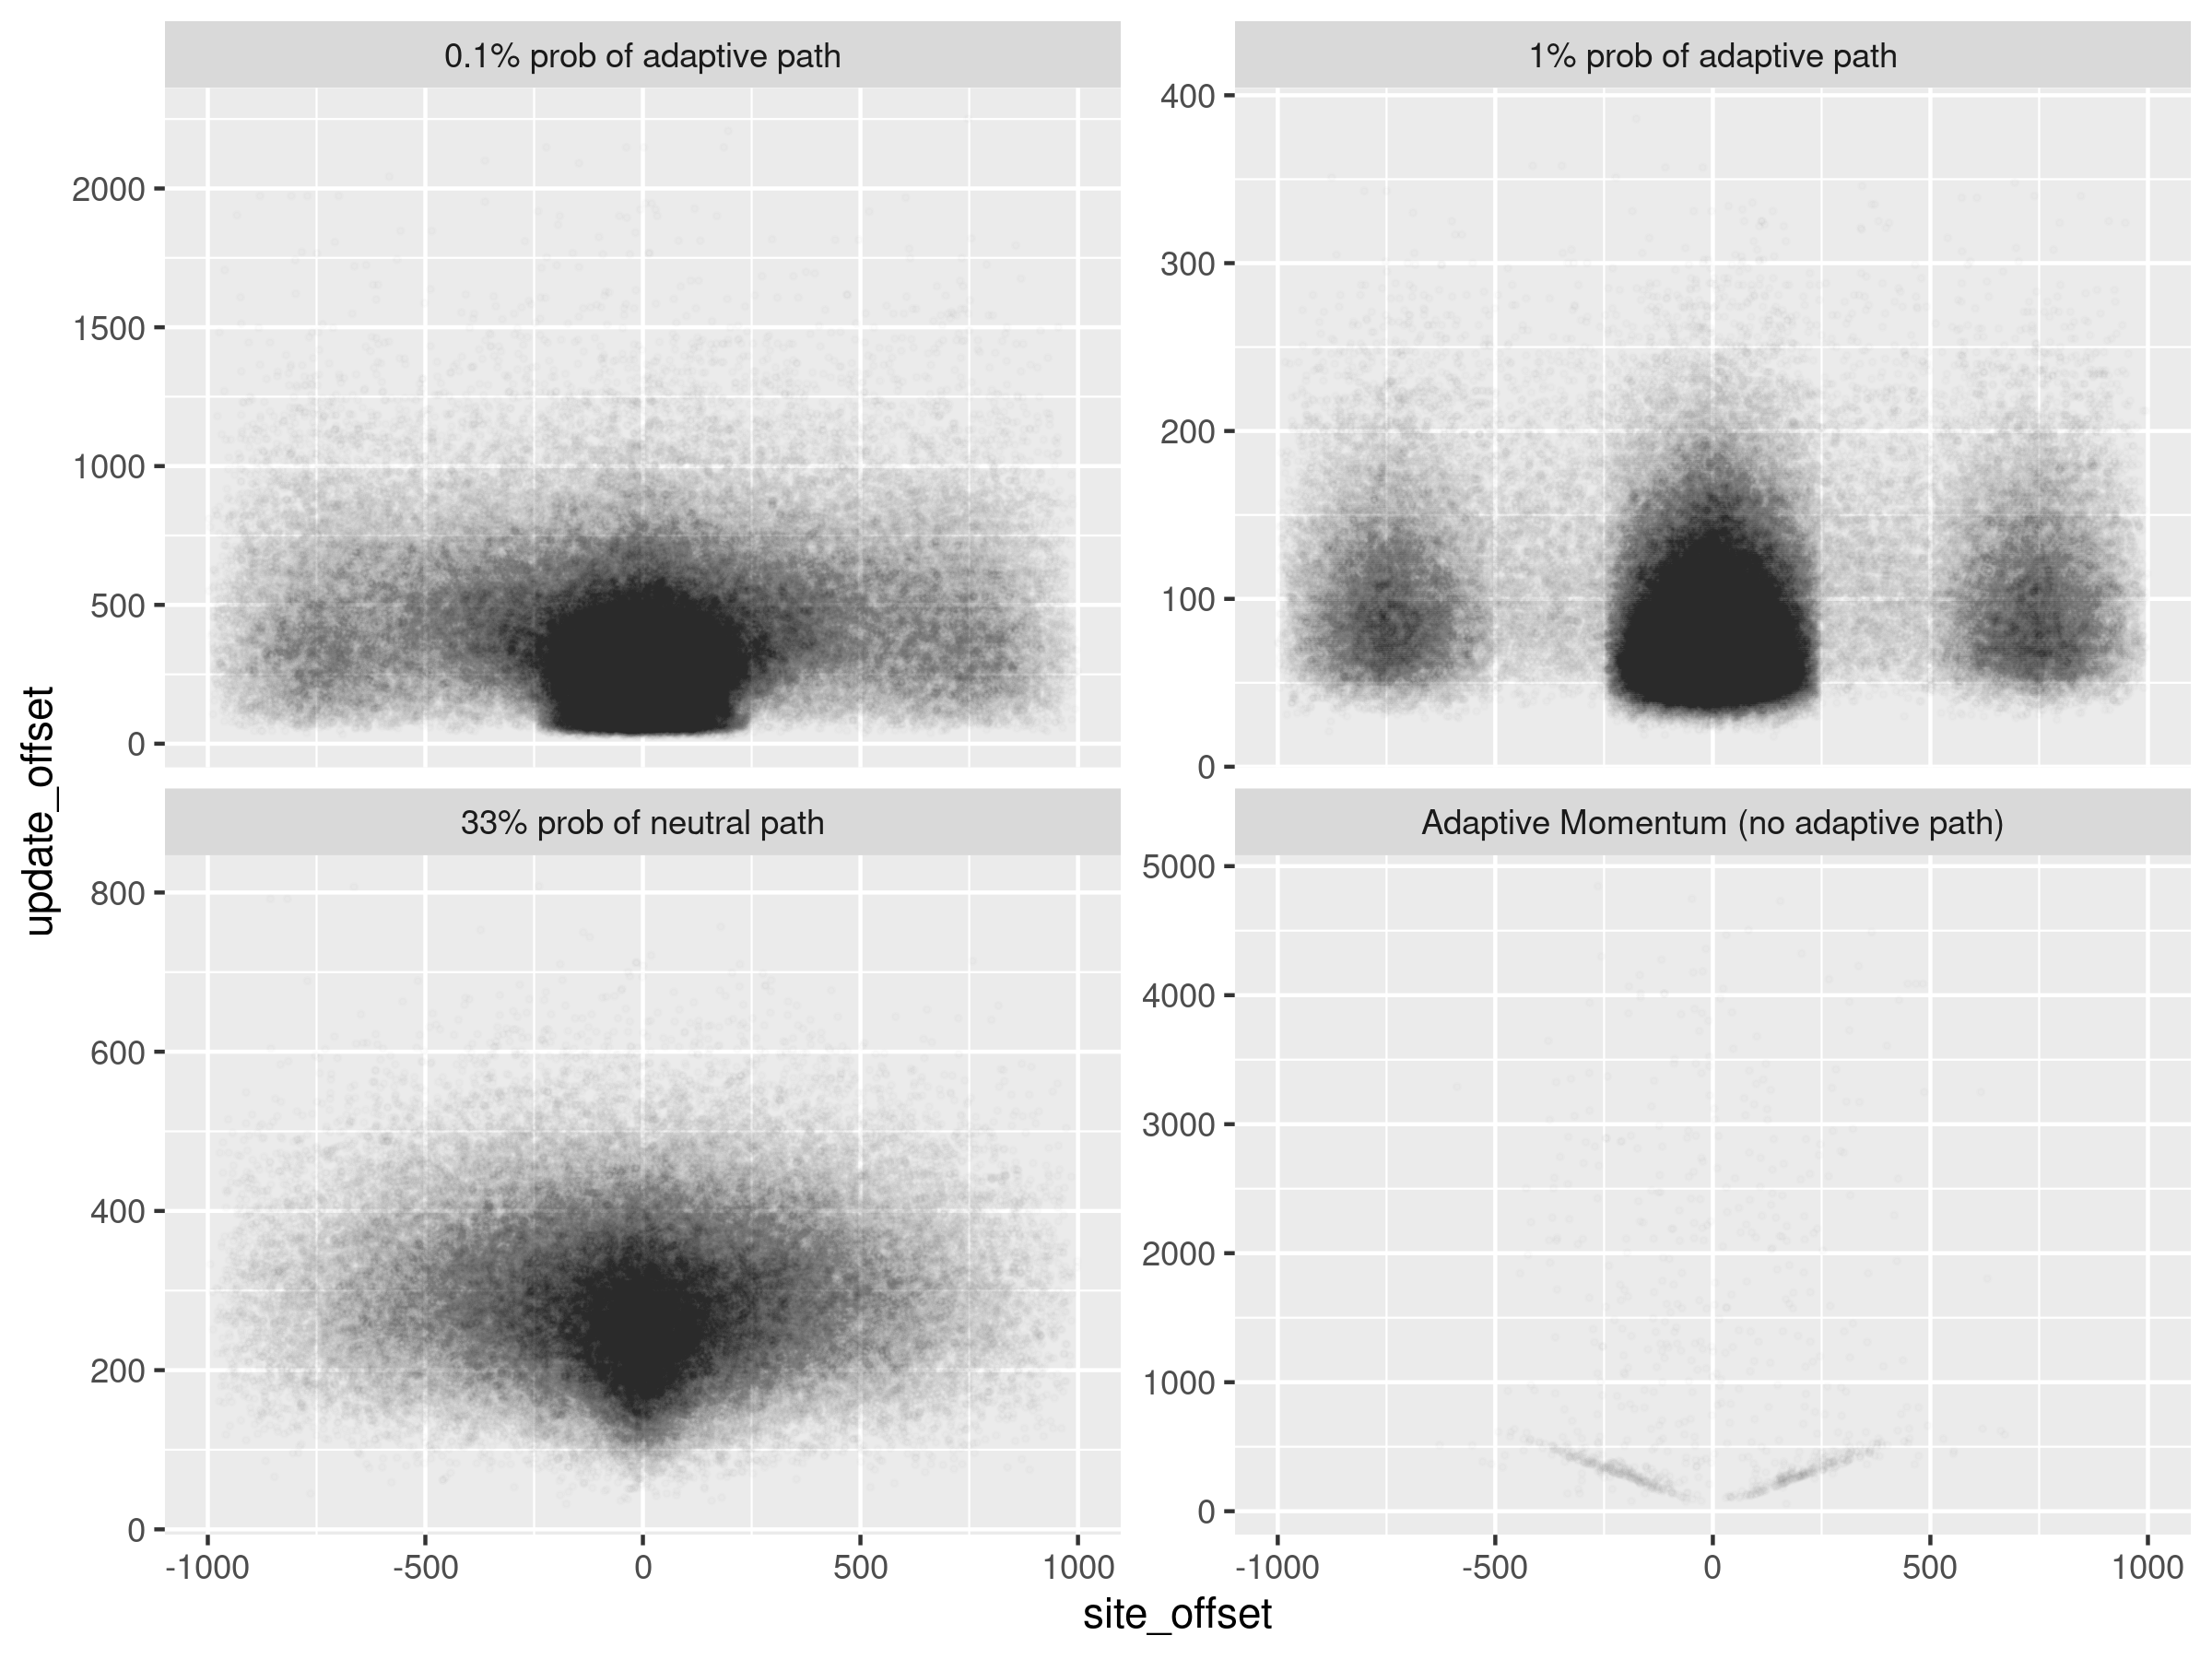 0.1% prob of adaptive path
1% prob of adaptive path
2000
1500
1000
500
0
400
300
200
100
0
update_offset
33% prob of neutral path
Adaptive Momentum (no adaptive path)
800
600
400
200
0
5000
4000
3000
2000
1000
0
-1000 -500 0 500 1000
-1000 -500 0 500 1000
site_offset